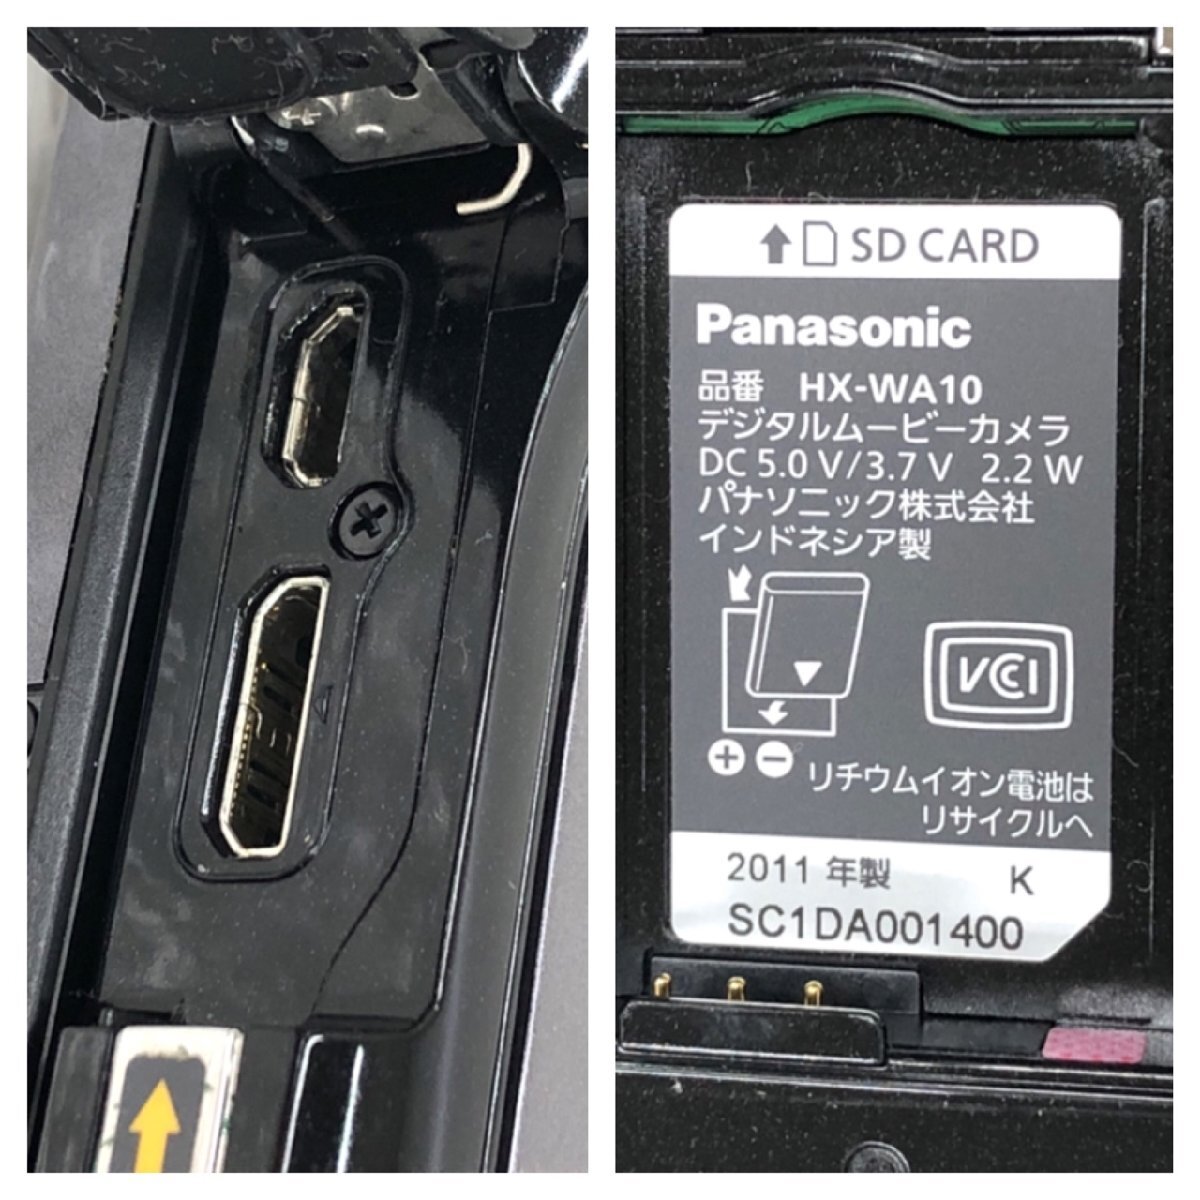 SD CARD
Panasonic
品番 HX-WA10
デジタルムービーカメラ
DC 5.0 V/3.7 V 2.2 W
パナソニック株式会社
インドネシア製
VCCI
リチウムイオン電池は
リサイクルへ
2011 年製 K
SC1DA001400